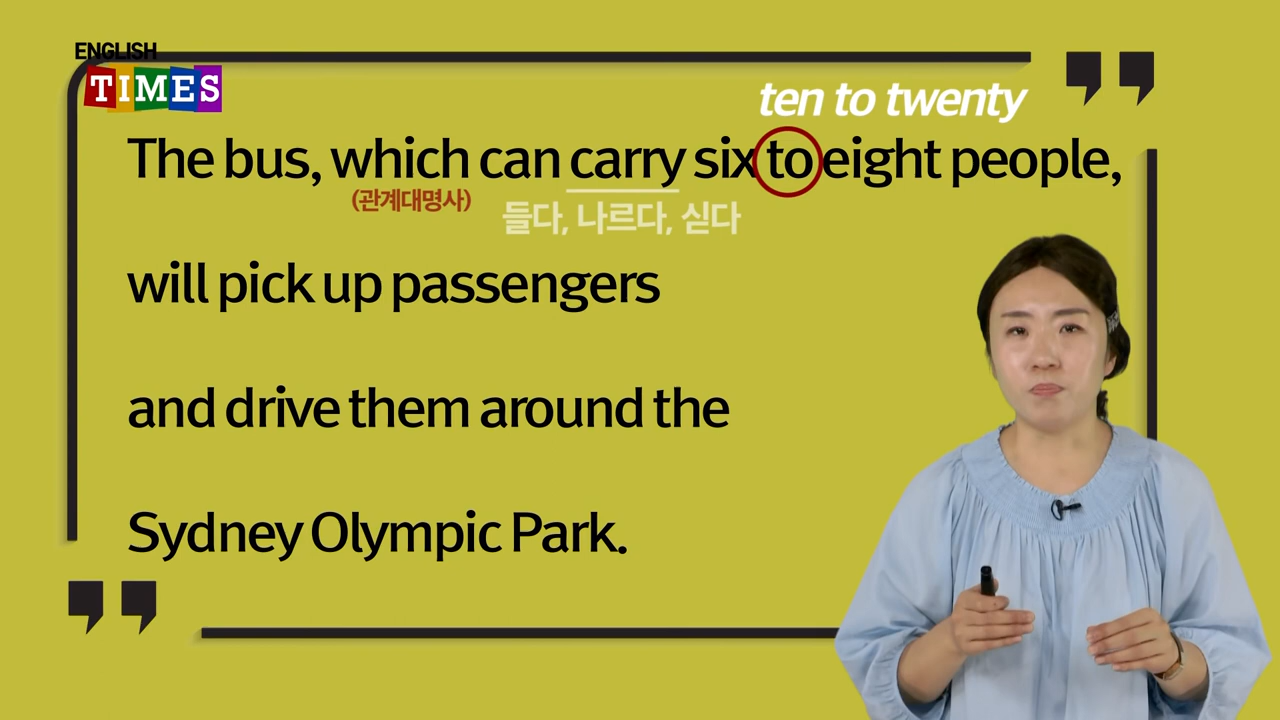 ENGLISH
TIMES
ten to twenty
The bus, which can carry six to eight people,
(관계대명사)
들다, 나르다, 싣다
will pick up passengers
and drive them around the
Sydney Olympic Park.